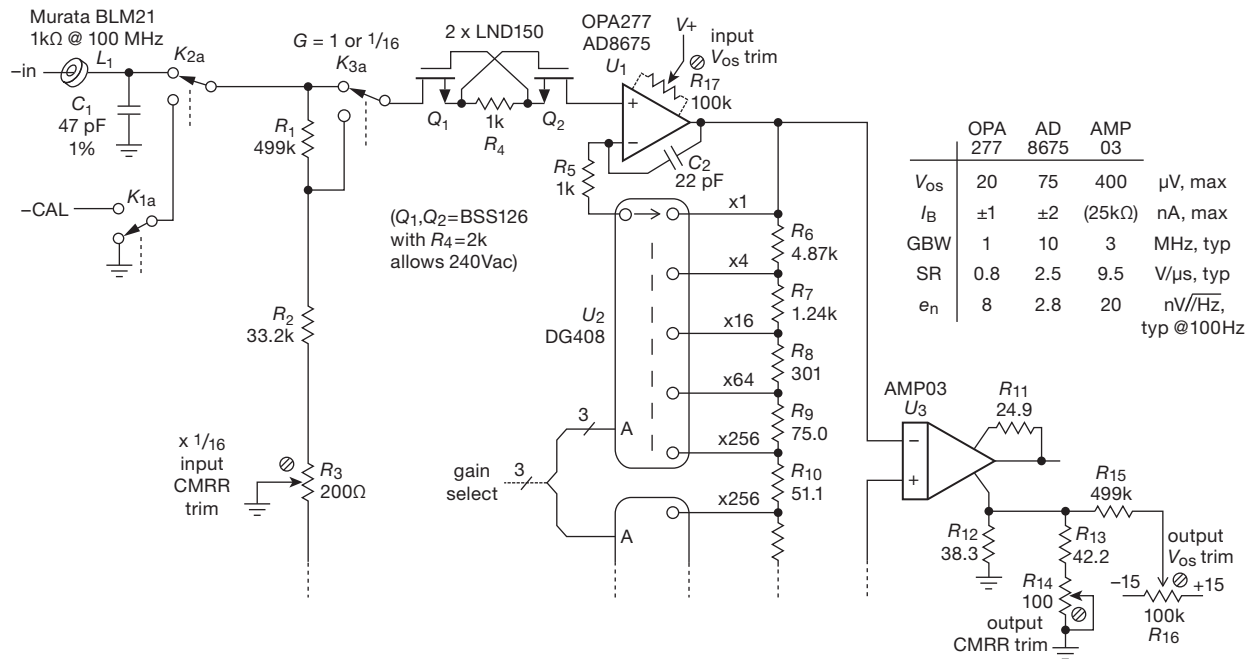 Murata BLM21
1kΩ @ 100 MHz
–in
L1
C1
47 pF
1%
K2a
–CAL
K1a
R1
499k
R2
33.2k
x 1/16
input
CMRR
trim
R3
200Ω
G = 1 or 1/16
K3a
2 x LND150
Q1
1k
R4
Q2
(Q1,Q2=BSS126
with R4=2k
allows 240Vac)
OPA277
AD8675
U1
V+
input
Vos trim
R17
100k
+
–
C2
22 pF
R5
1k
x1
R6
4.87k
x4
R7
1.24k
U2
DG408
x16
R8
301
x64
R9
75.0
3
A
x256
R10
51.1
gain
select
3
x256
A
OPA 277 AD 8675 AMP 03
Vos 20 75 400 µV, max
IB ±1 ±2 (25kΩ) nA, max
GBW 1 10 3 MHz, typ
SR 0.8 2.5 9.5 V/µs, typ
en 8 2.8 20 nV/√Hz,
typ @100Hz
AMP03
U3
–
+
R11
24.9
R15
499k
R12
38.3
R13
42.2
R14
100
output
CMRR trim
output
Vos trim
–15
+15
100k
R16